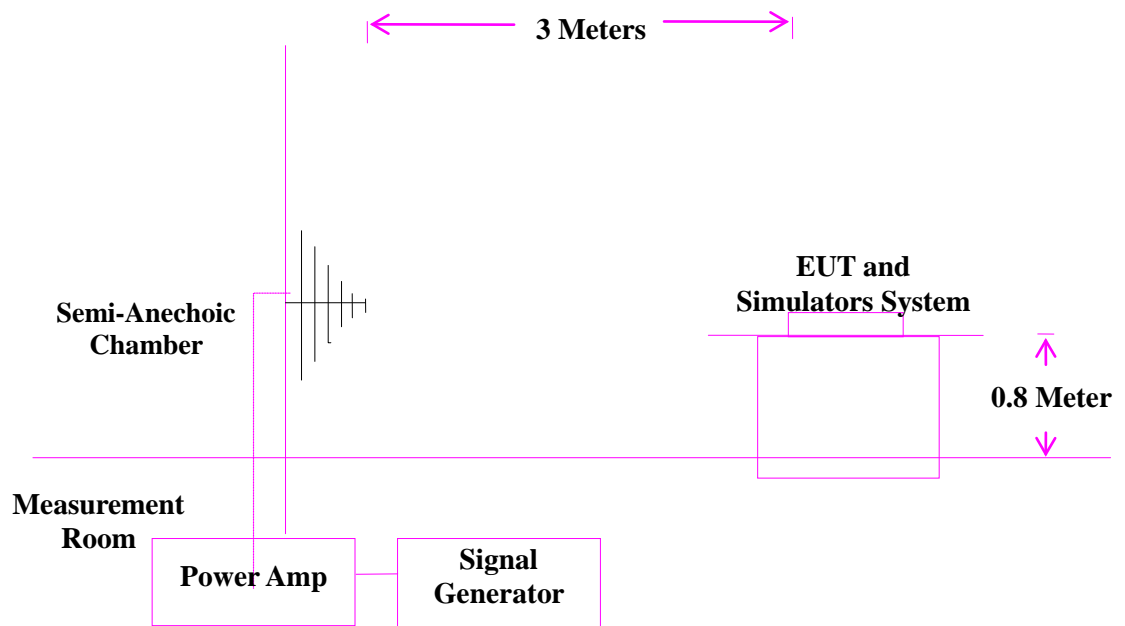 3 Meters
EUT and
Simulators System
Semi-Anechoic
Chamber
0.8 Meter
Measurement
Room
Power Amp
Signal
Generator